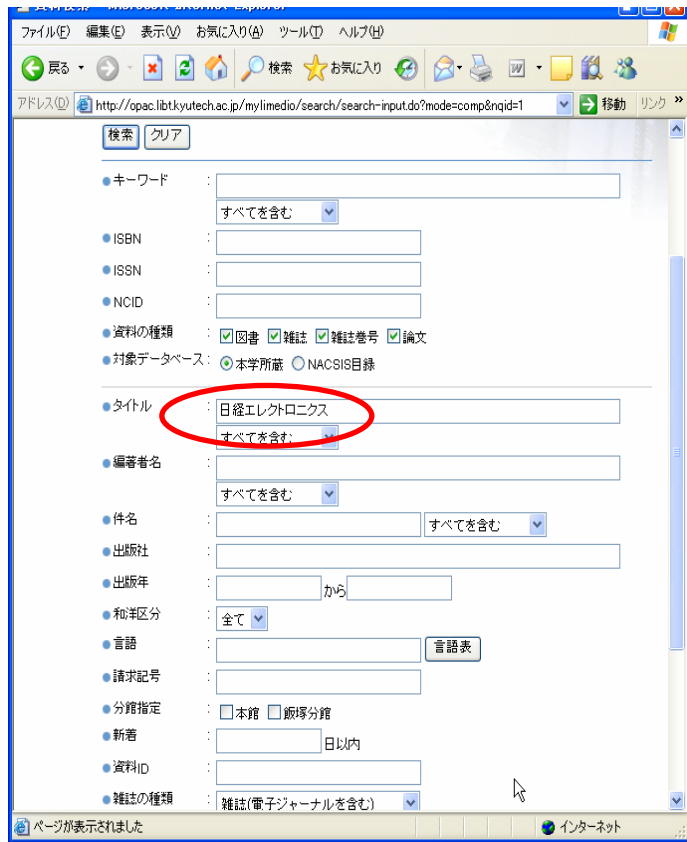 ファイル(F) 編集(E) 表示(V) お気に入り(A) ツール(T) ヘルプ(H)
戻る 検索 お気に入り
アドレス(D) http://opac.libt.kyutech.ac.jp/mylimedio/search/search-input.do?mode=comp&nqid=1 移動 リンク »
検索 クリア
キーワード :
すべてを含む
ISBN :
ISSN :
NCID :
資料の種類 : 図書 雑誌 雑誌巻号 論文
対象データベース : 本学所蔵 NACSIS目録
タイトル : 日経エレクトロニクス
すべてを含む
編著者名 :
すべてを含む
件名 : すべてを含む
出版社 :
出版年 : から
和洋区分 : 全て
言語 : 言語表
請求記号 :
分館指定 : 本館 飯塚分館
新着 : 日以内
資料ID :
雑誌の種類 : 雑誌(電子ジャーナルを含む)
ページが表示されました インターネット